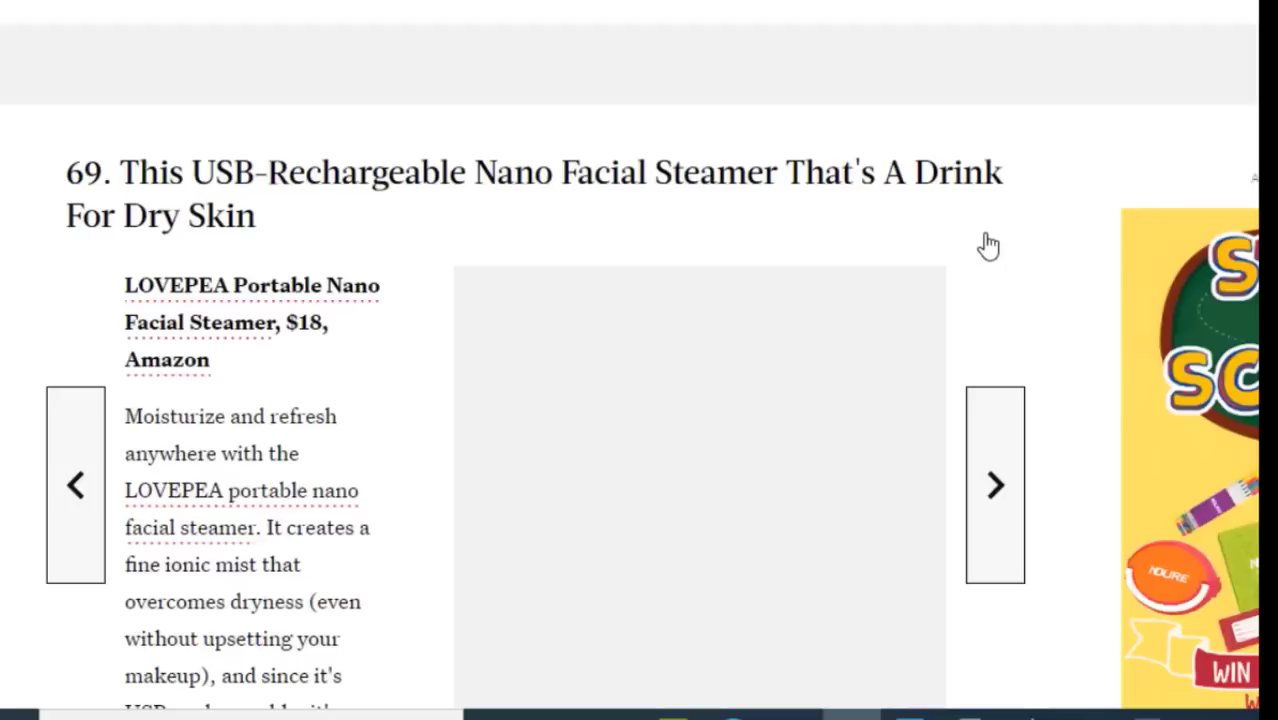 69. This USB-Rechargeable Nano Facial Steamer That's A Drink
For Dry Skin
LOVEPEA Portable Nano
Facial Steamer, $18,
Amazon
Moisturize and refresh
anywhere with the
LOVEPEA portable nano
facial steamer. It creates a
fine ionic mist that
overcomes dryness (even
without upsetting your
makeup), and since it's
NDURE
WIN